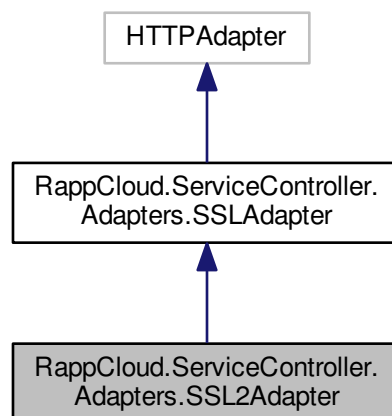 HTTPAdapter
RappCloud.ServiceController.
Adapters.SSLAdapter
RappCloud.ServiceController.
Adapters.SSL2Adapter